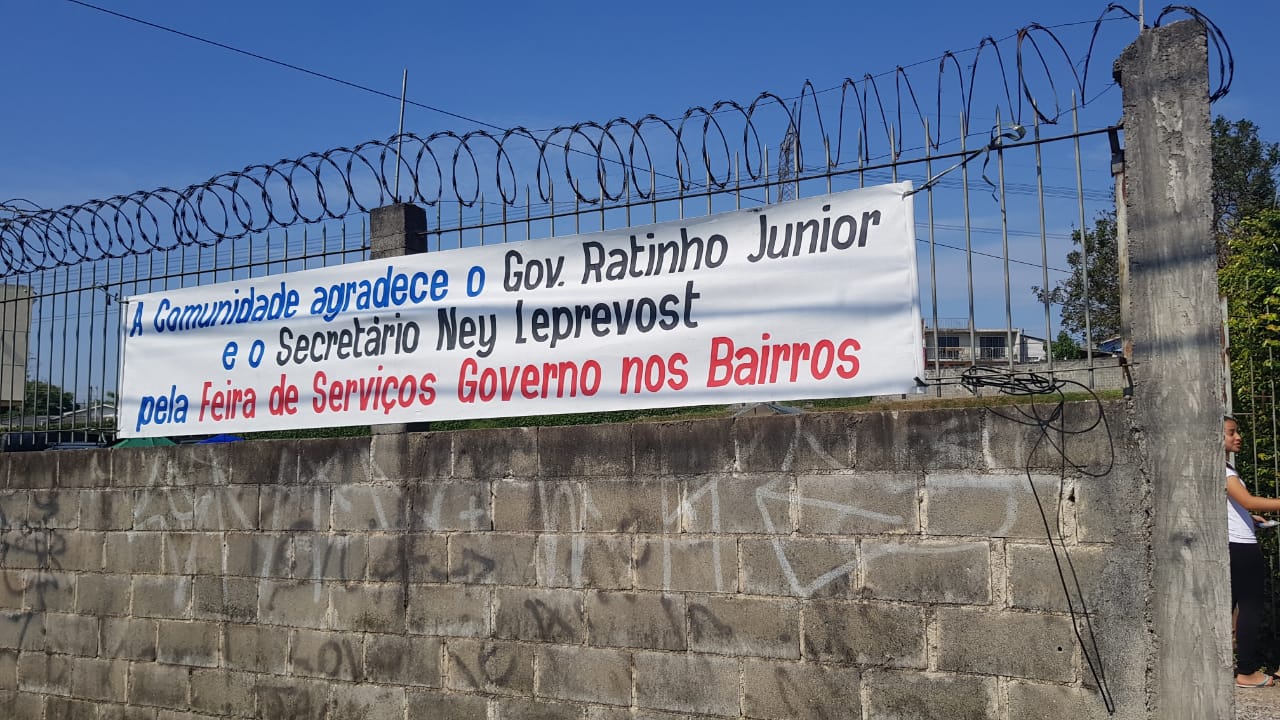 A Comunidade agradece o Gov. Ratinho Junior
e o Secretário Ney Leprevost
pela Feira de Serviços Governo nos Bairros